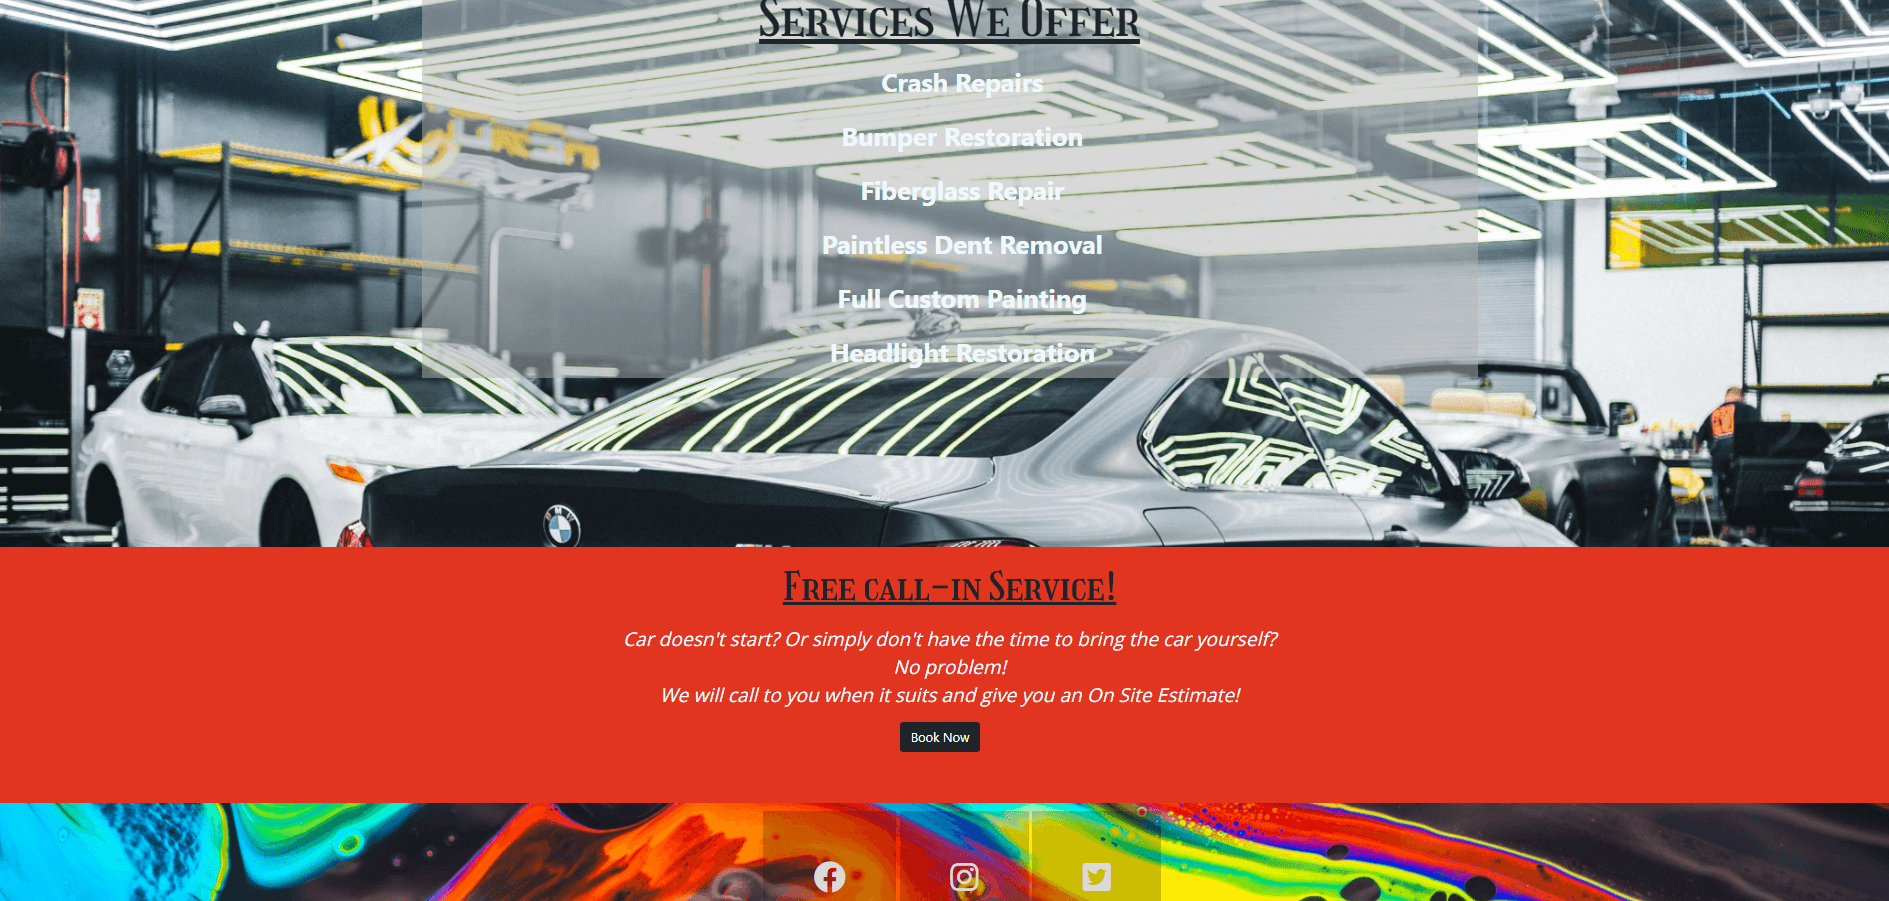 Services We Offer
Crash Repairs
Bumper Restoration
Fiberglass Repair
Paintless Dent Removal
Full Custom Painting
Headlight Restoration
BMW
Free call-in Service!
Car doesn't start? Or simply don't have the time to bring the car yourself?
No problem!
We will call to you when it suits and give you an On Site Estimate!
Book Now